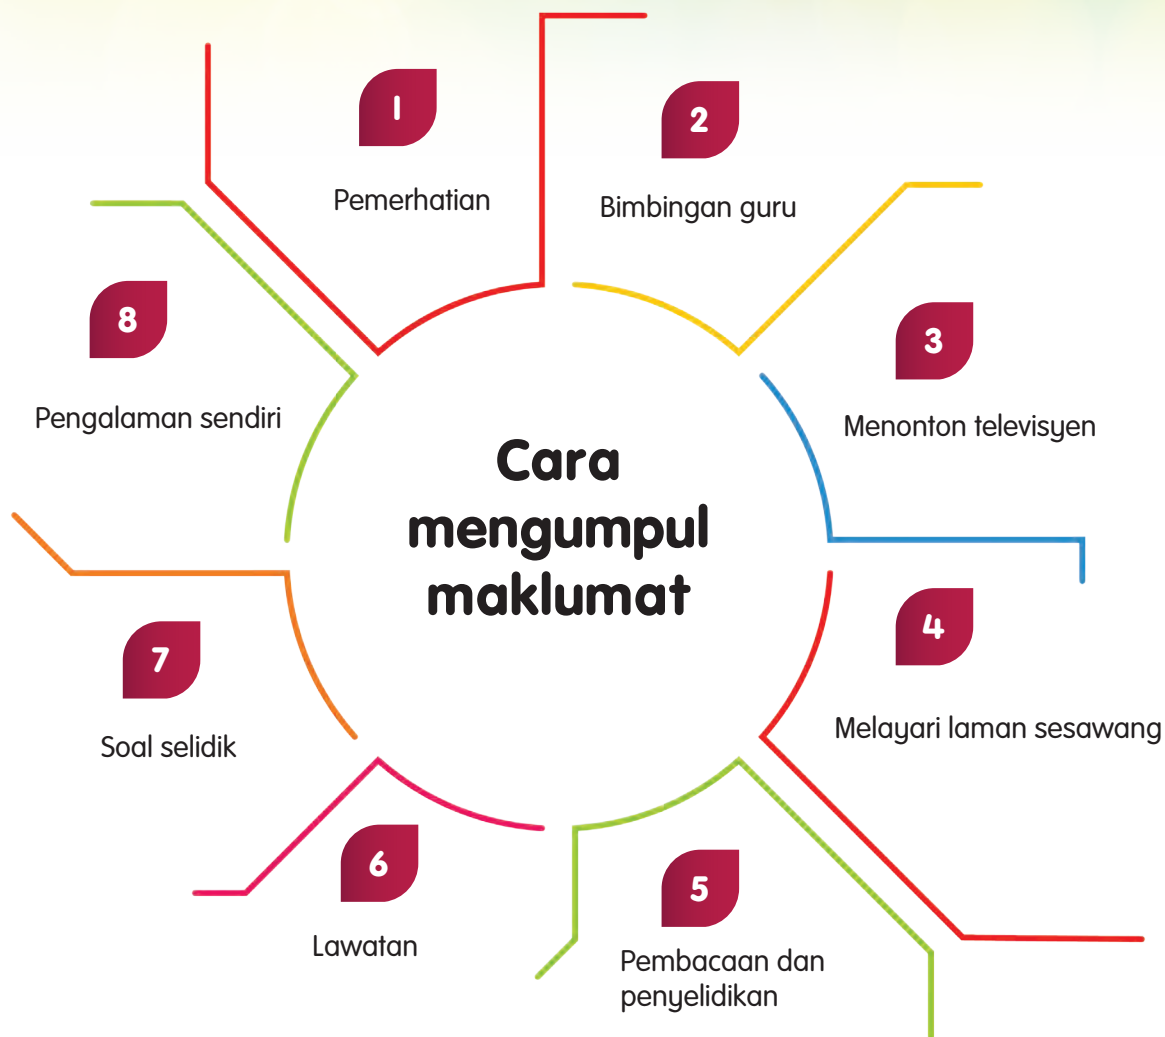 Cara
mengumpul
maklumat
1
Pemerhatian
2
Bimbingan guru
3
Menonton televisyen
4
Melayari laman sesawang
5
Pembacaan dan
penyelidikan
6
Lawatan
7
Soal selidik
8
Pengalaman sendiri